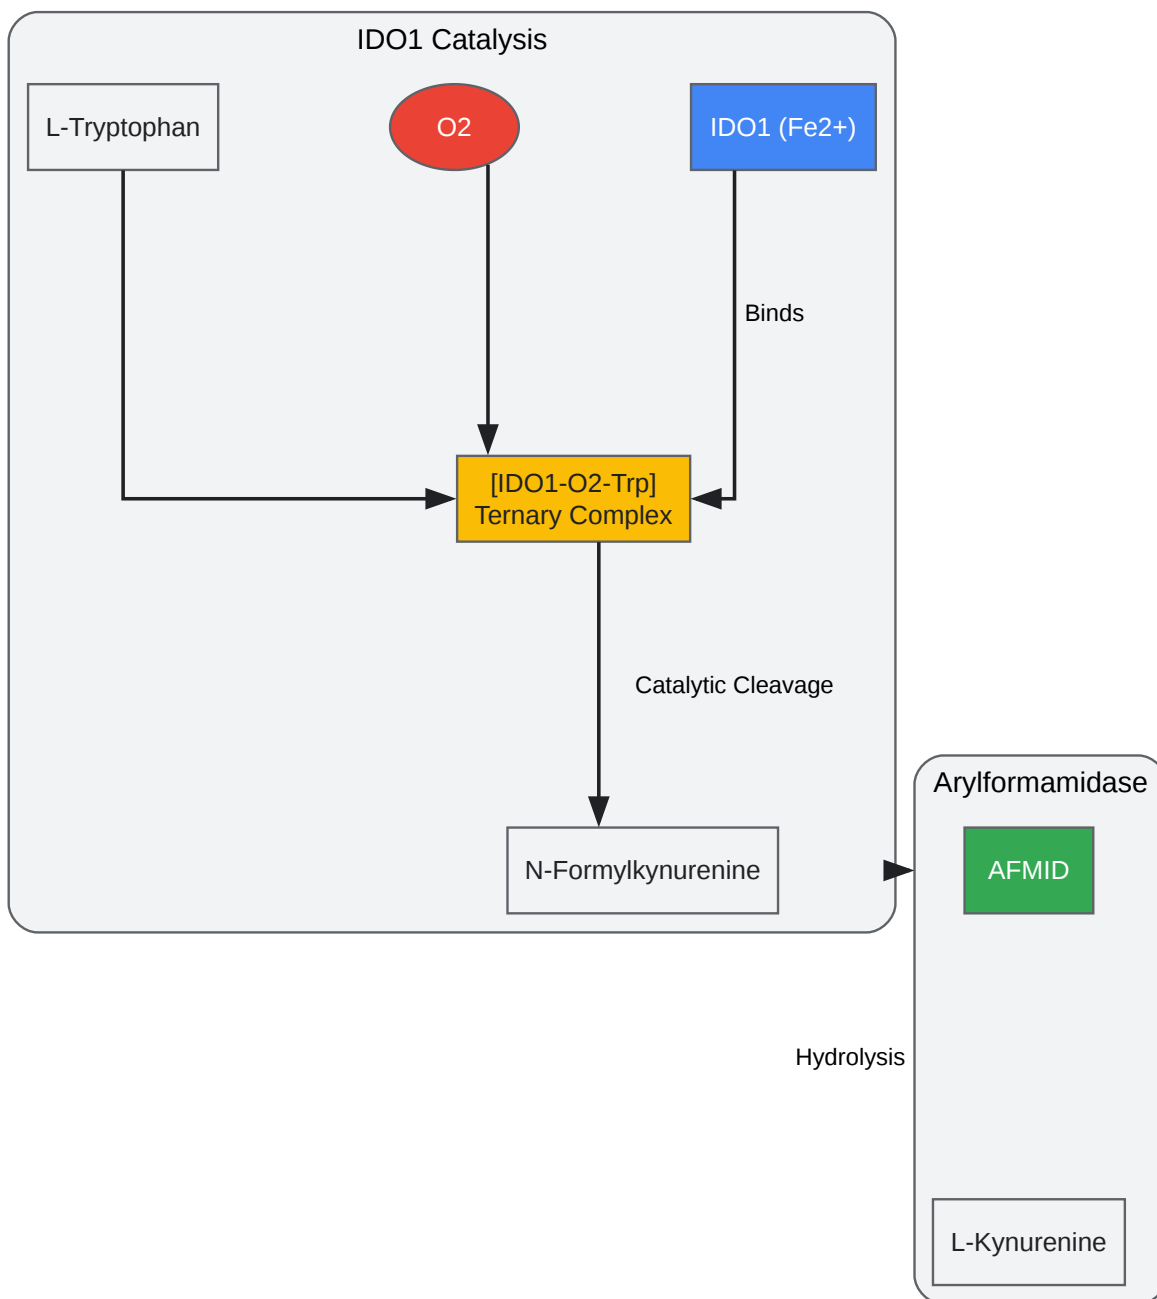 IDO1 Catalysis
L-Tryptophan
O2
IDO1 (Fe2+)
Binds
[IDO1-O2-Trp]
Ternary Complex
Catalytic Cleavage
Arylformamidase
N-Formylkynurenine
AFMID
Hydrolysis
L-Kynurenine